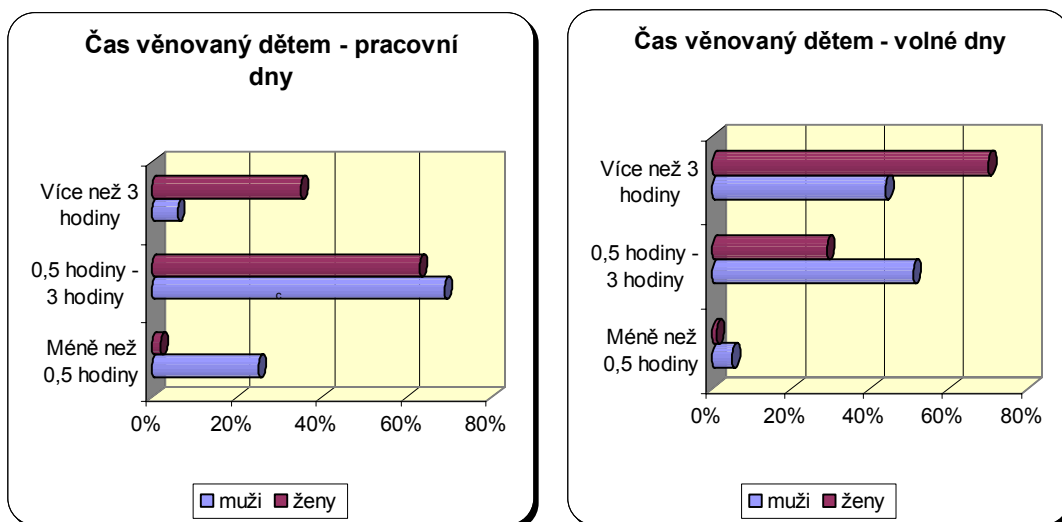 Čas věnovaný dětem - pracovní
dny
Více než 3
hodiny
0,5 hodiny -
3 hodiny
c
Méně než
0,5 hodiny
0% 20% 40% 60% 80%
muži ženy
Čas věnovaný dětem - volné dny
Více než 3
hodiny
0,5 hodiny -
3 hodiny
Méně než
0,5 hodiny
0% 20% 40% 60% 80%
muži ženy